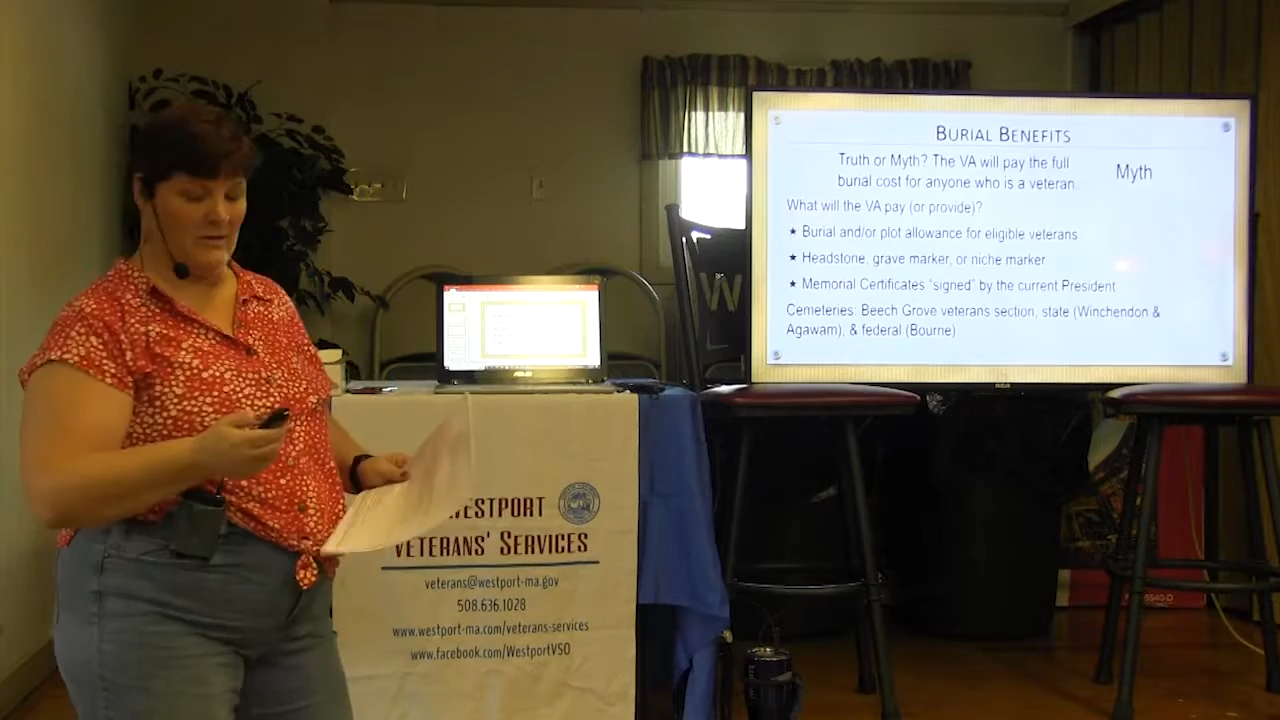 BURIAL BENEFITS
Truth or Myth? The VA will pay the full
burial cost for anyone who is a veteran.
Myth
What will the VA pay (or provide)?
★ Burial and/or plot allowance for eligible veterans
★ Headstone, grave marker, or niche marker
★ Memorial Certificates "signed" by the current President
Cemeteries: Beech Grove veterans section, state (Winchendon &
Agawam), & federal (Bourne)
RCA
ASUS
W
WESTPORT
VETERANS' SERVICES
veterans@westport-ma.gov
508.636.1028
www.westport-ma.com/veterans-services
www.facebook.com/WestportVSO